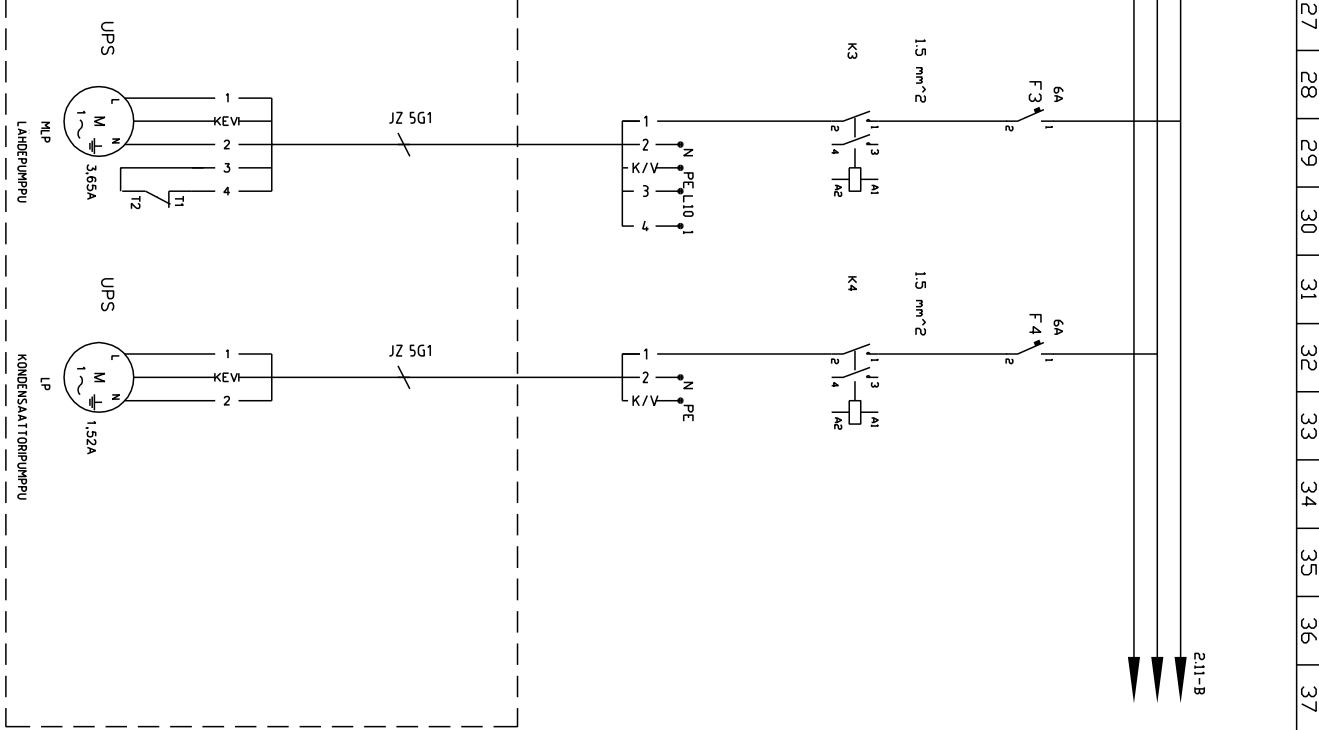 27
28
29
30
31
32
33
34
35
36
37
2.11-B
6A
F3
1
2
1.5 mm^2
K3
1
2
3
4
A1
A2
1
2
K/V
3
4
N
PE
L10
1
JZ 5G1
1
KEVI
2
3
4
T1
T2
UPS
L
M
1~
N
3,65A
MLP
LÄHDEPUMPPU
6A
F4
1
2
1.5 mm^2
K4
1
2
3
4
A1
A2
1
2
K/V
N
PE
JZ 5G1
1
KEVI
2
UPS
L
M
1~
N
1,52A
LP
KONDENSAATTORIPUMPPU